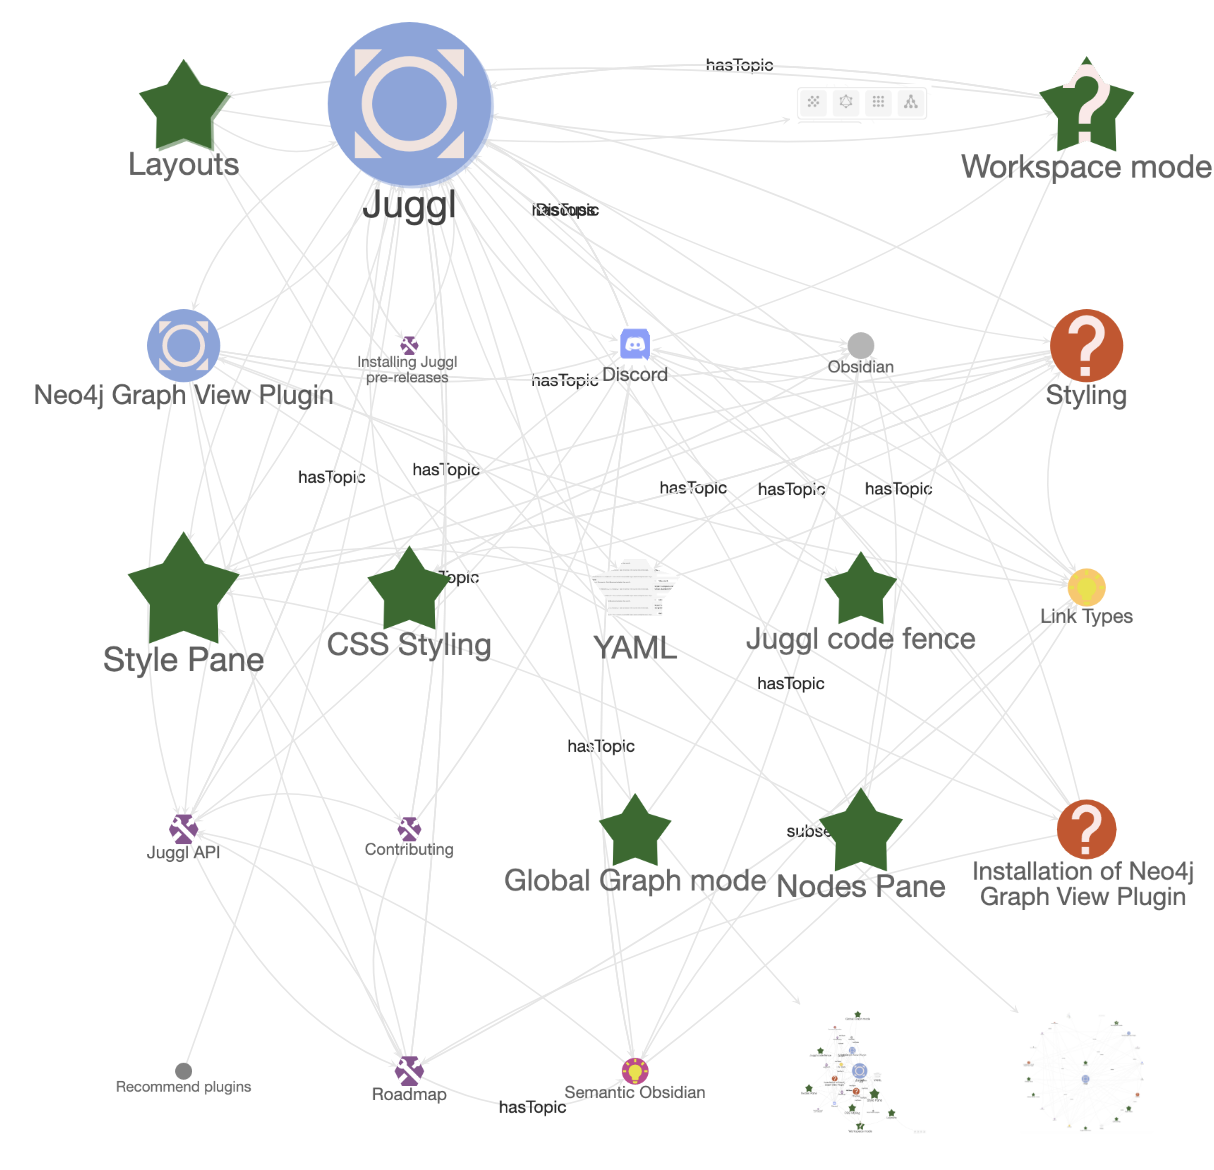 hasTopic
Layouts
Workspace mode
Juggl
Discuss
hasTopic
Installing Juggl
pre-releases
Discord
Obsidian
hasTopic
Neo4j Graph View Plugin
Styling
hasTopic
hasTopic
hasTopic
hasTopic
hasTopic
Topic
Link Types
Style Pane
CSS Styling
YAML
Juggl code fence
hasTopic
hasTopic
subse
Juggl API
Contributing
Global Graph mode
Nodes Pane
Installation of Neo4j
Graph View Plugin
Recommend plugins
Roadmap
Semantic Obsidian
hasTopic